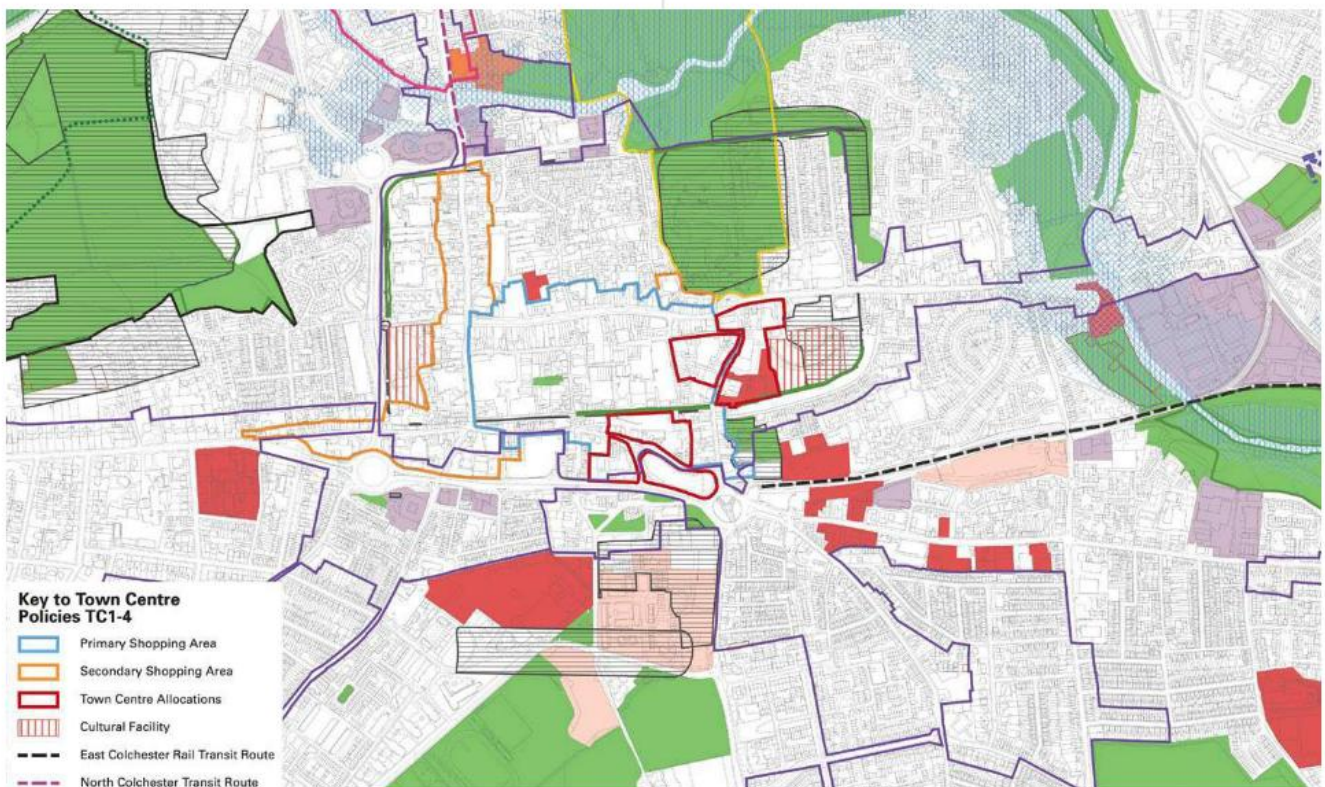 Key to Town Centre
Policies TC1-4
Primary Shopping Area
Secondary Shopping Area
Town Centre Allocations
Cultural Facility
East Colchester Rail Transit Route
North Colchester Transit Route